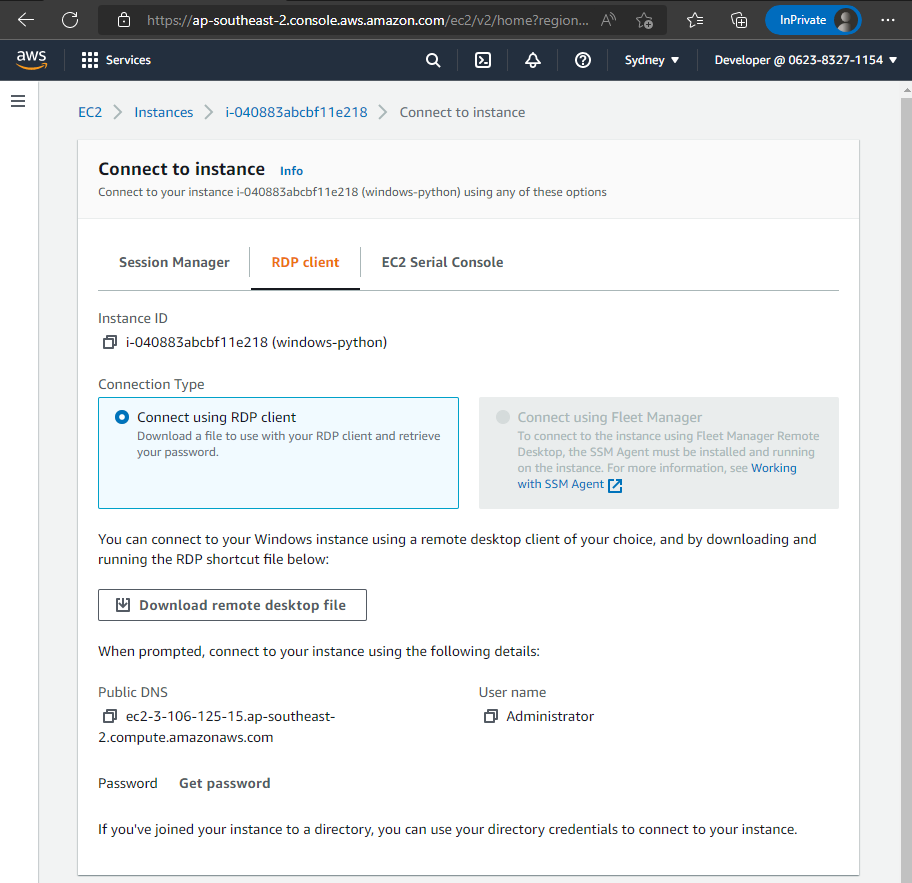 https://ap-southeast-2.console.aws.amazon.com/ec2/v2/home?region...
InPrivate
aws
Services
Sydney
Developer @ 0623-8327-1154
EC2 > Instances > i-040883abcbf11e218 > Connect to instance
Connect to instance Info
Connect to your instance i-040883abcbf11e218 (windows-python) using any of these options
Session Manager
RDP client
EC2 Serial Console
Instance ID
i-040883abcbf11e218 (windows-python)
Connection Type
Connect using RDP client
Download a file to use with your RDP client and retrieve
your password.
Connect using Fleet Manager
To connect to the instance using Fleet Manager Remote
Desktop, the SSM Agent must be installed and running
on the instance. For more information, see Working
with SSM Agent
You can connect to your Windows instance using a remote desktop client of your choice, and by downloading and
running the RDP shortcut file below:
Download remote desktop file
When prompted, connect to your instance using the following details:
Public DNS
ec2-3-106-125-15.ap-southeast-
2.compute.amazonaws.com
User name
Administrator
Password Get password
If you've joined your instance to a directory, you can use your directory credentials to connect to your instance.